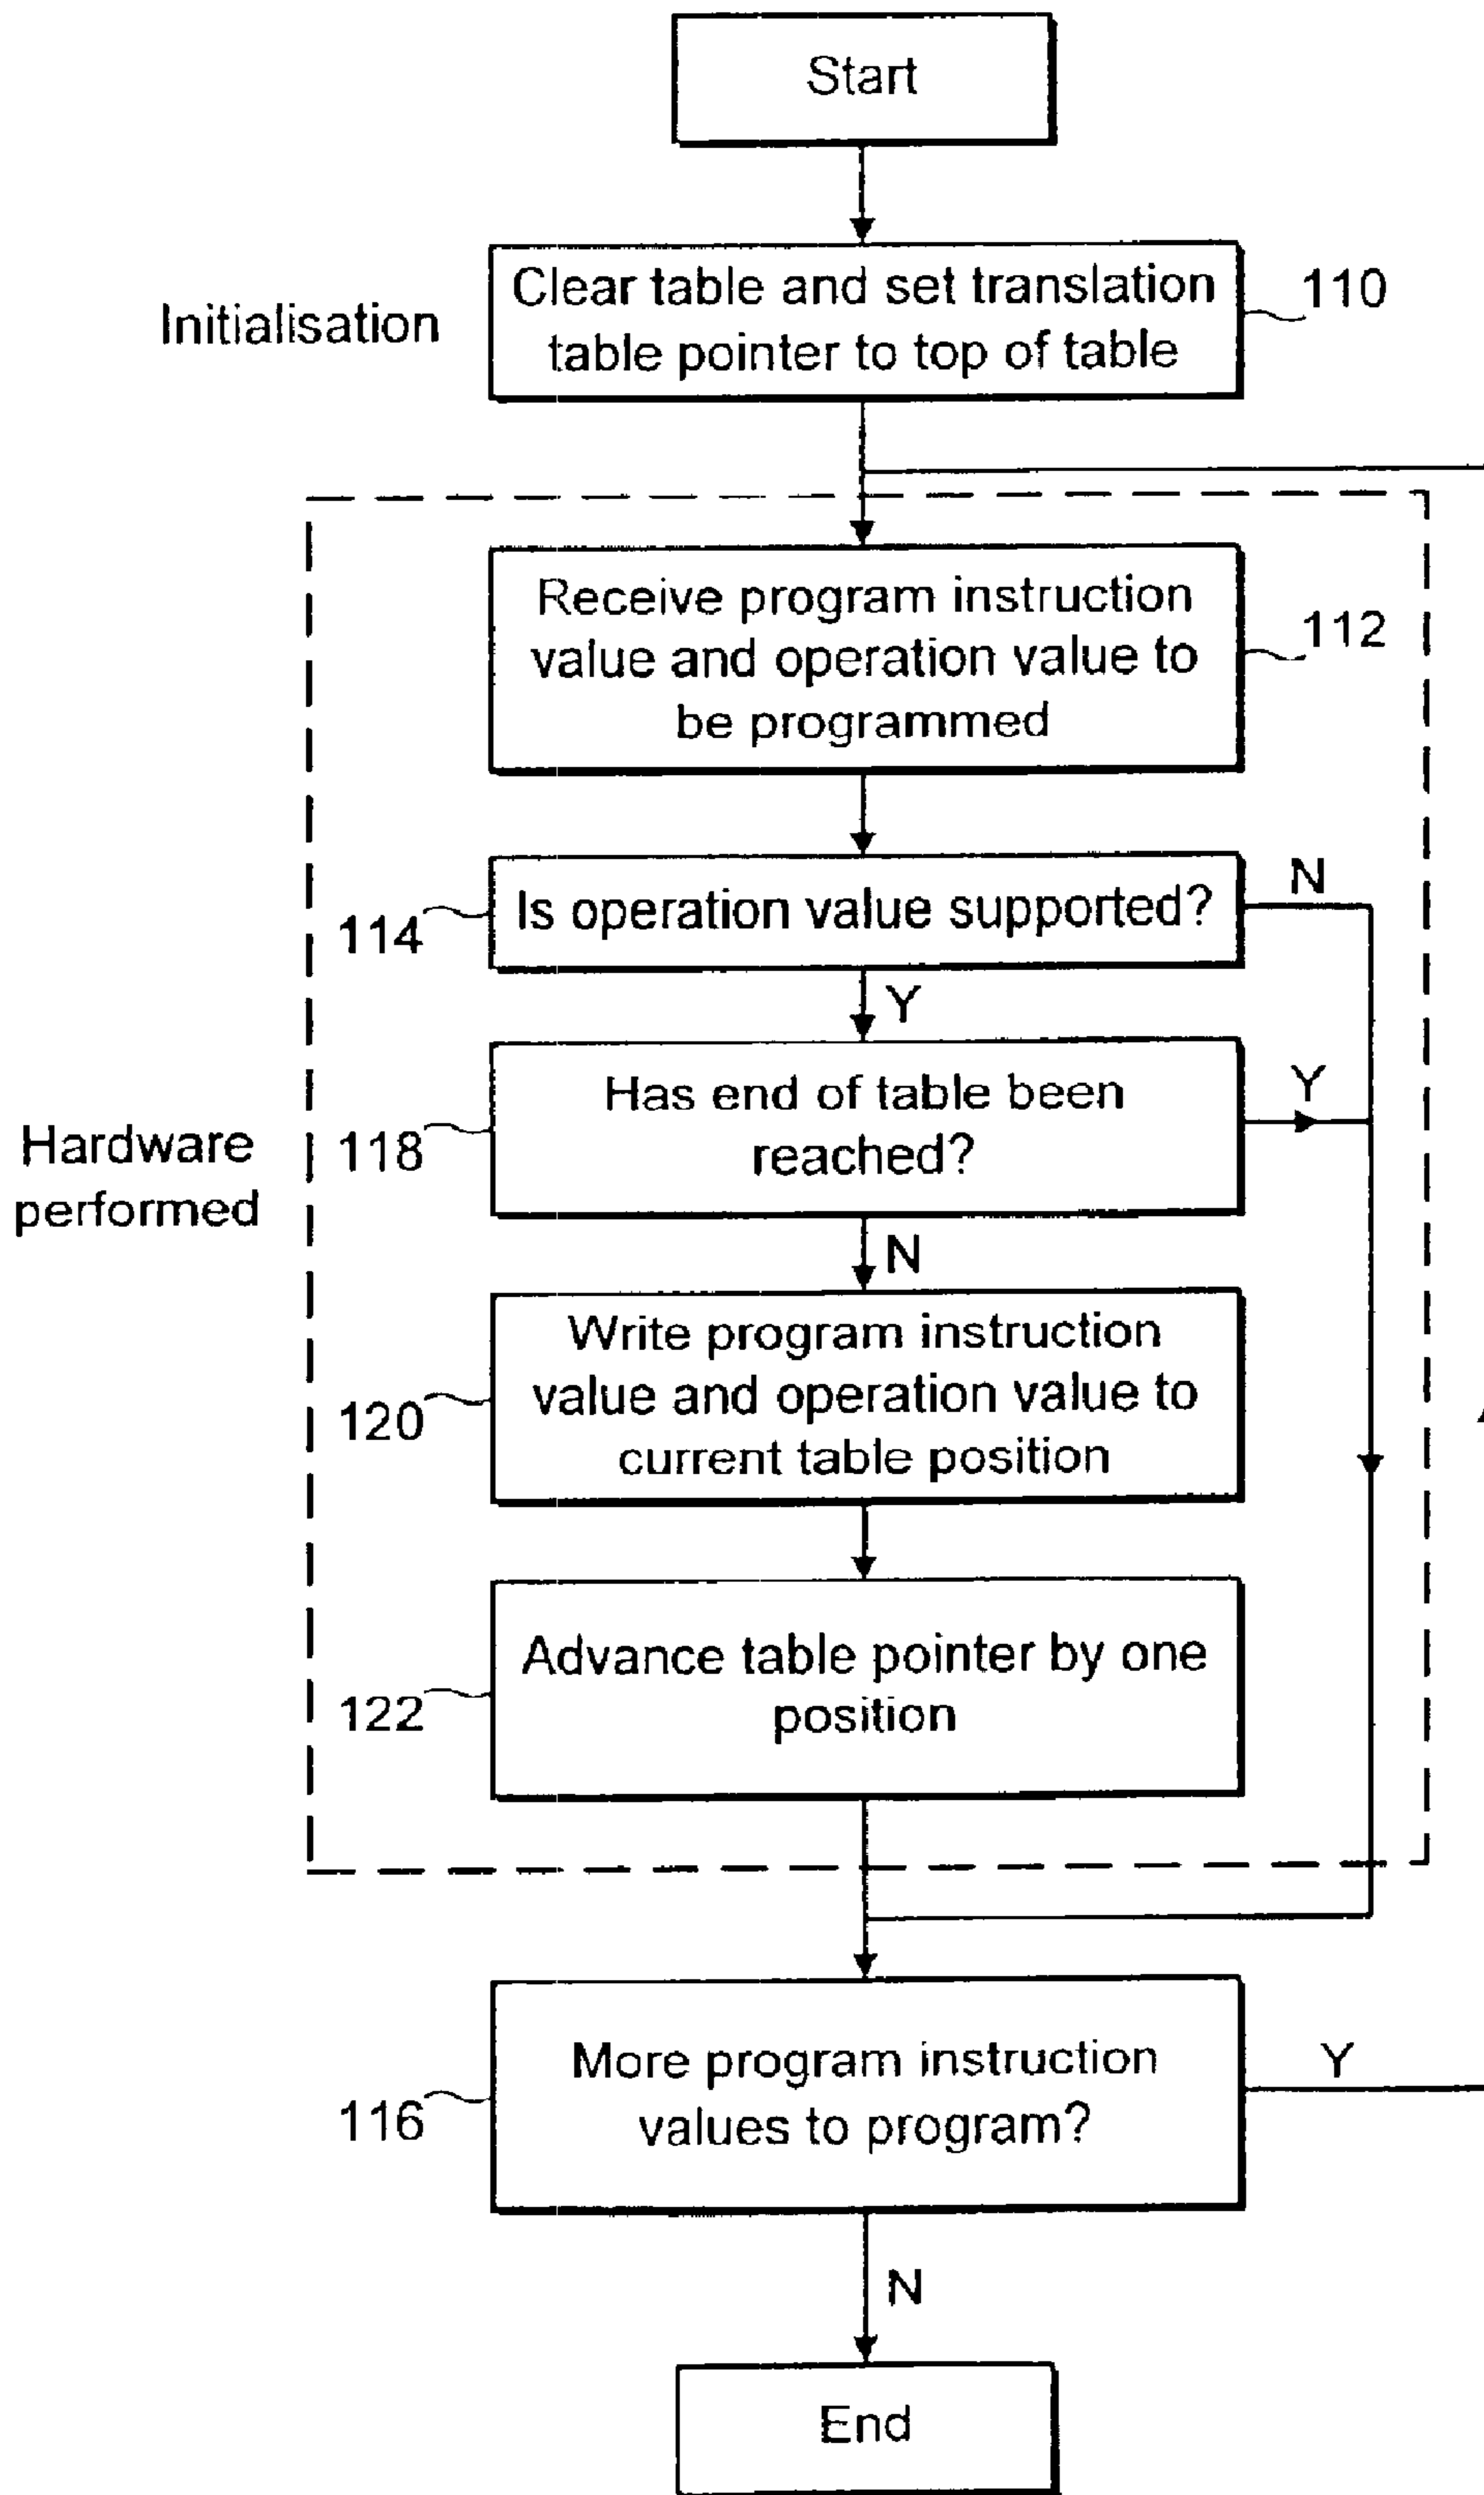 Start
Initialisation
Clear table and set translation
table pointer to top of table
110
Receive program instruction
value and operation value to
be programmed
112
Is operation value supported?
114
N
Y
Has end of table been
reached?
118
Y
N
Hardware
performed
Write program instruction
value and operation value to
current table position
120
Advance table pointer by one
position
122
More program instruction
values to program?
116
Y
N
End